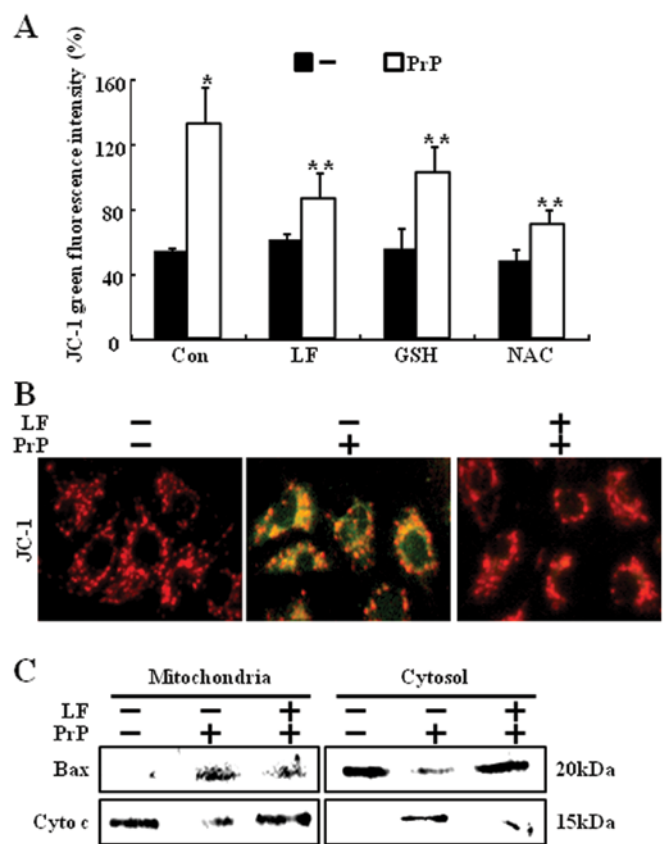 A
JC-1 green fluorescence intensity (%)
− PrP
160
120
80
40
0
* ** ** **
Con LF GSH NAC
B
LF − − +
PrP − + +
JC-1
C
Mitochondria Cytosol
LF − − + − − +
PrP − + + − + +
Bax 20kDa
Cyto c 15kDa